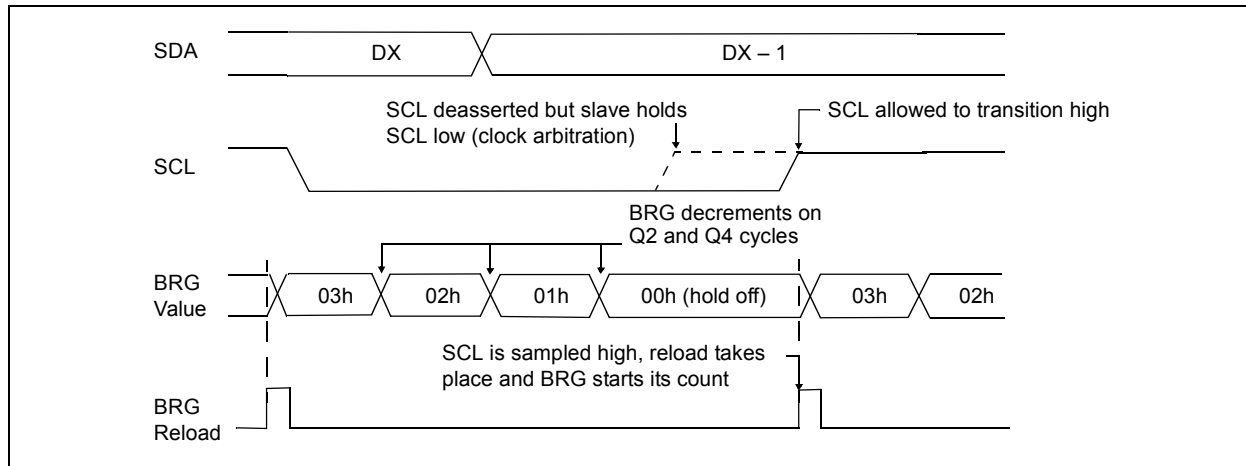 SDA
DX
DX – 1
SCL deasserted but slave holds
SCL low (clock arbitration)
SCL allowed to transition high
SCL
BRG decrements on
Q2 and Q4 cycles
BRG
Value
03h
02h
01h
00h (hold off)
03h
02h
SCL is sampled high, reload takes
place and BRG starts its count
BRG
Reload